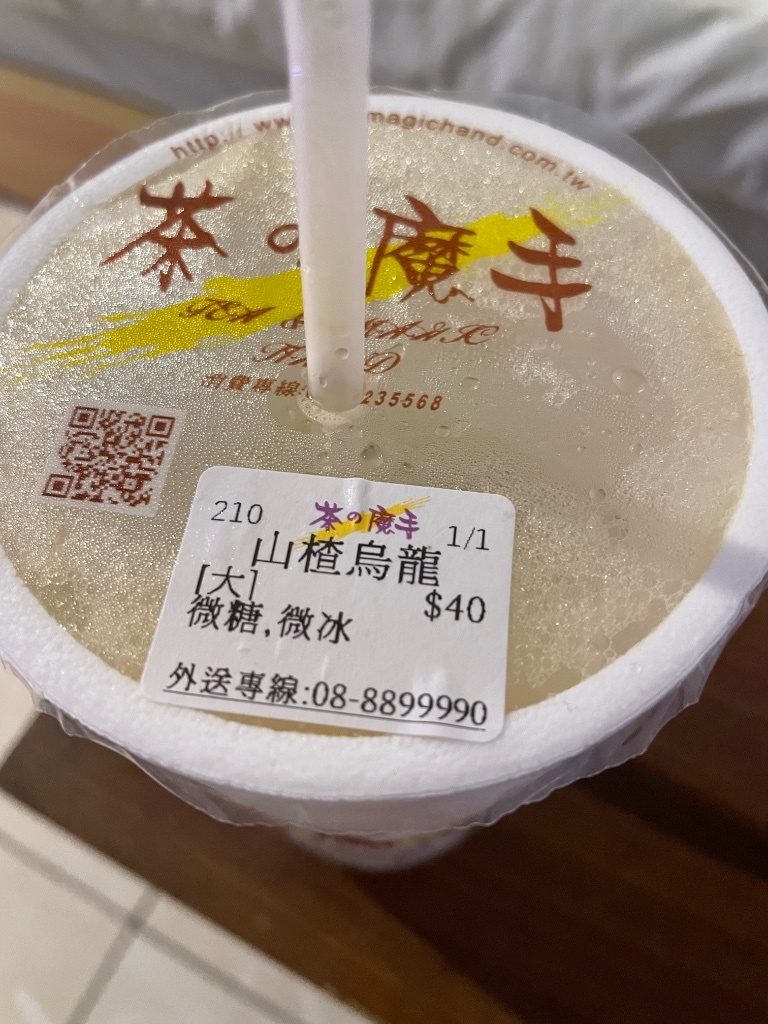 http://ww magichand.com.tw
茶の魔手
消費專線: 235568
210 茶の魔手 1/1
山楂烏龍
[大] $40
微糖,微冰
外送專線:08-8899990